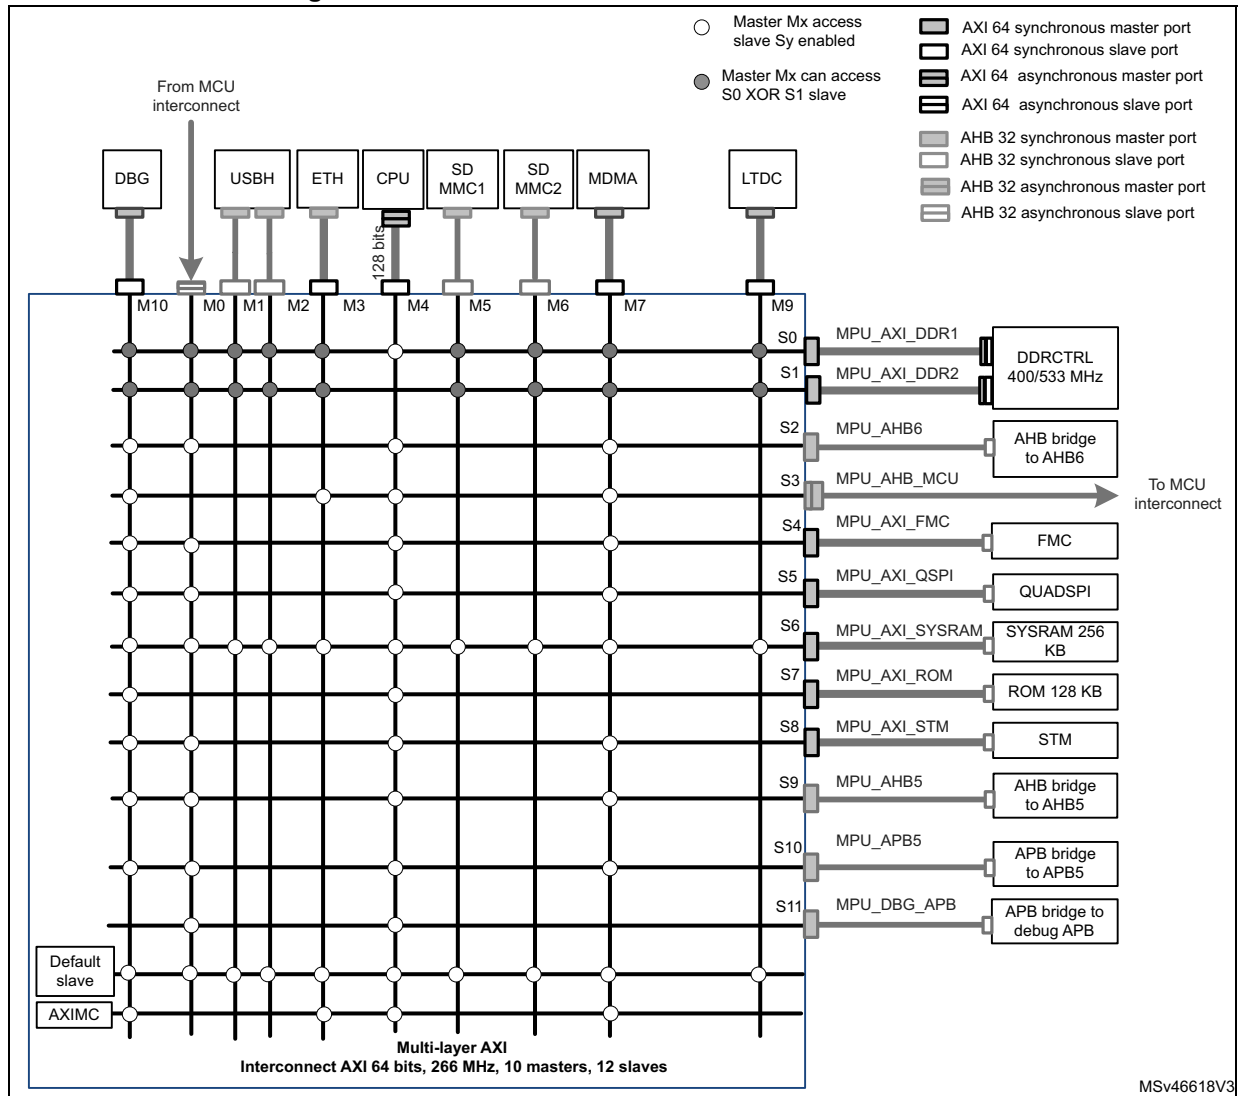 Master Mx access
slave Sy enabled
Master Mx can access
S0 XOR S1 slave
AXI 64 synchronous master port
AXI 64 synchronous slave port
AXI 64 asynchronous master port
AXI 64 asynchronous slave port
AHB 32 synchronous master port
AHB 32 synchronous slave port
AHB 32 asynchronous master port
AHB 32 asynchronous slave port
From MCU
interconnect
DBG
USBH
ETH
CPU
SD
MMC1
SD
MMC2
MDMA
LTDC
128 bits
M10
M0
M1
M2
M3
M4
M5
M6
M7
M9
S0
MPU_AXI_DDR1
S1
MPU_AXI_DDR2
DDRCTRL
400/533 MHz
S2
MPU_AHB6
AHB bridge
to AHB6
S3
MPU_AHB_MCU
To MCU
interconnect
S4
MPU_AXI_FMC
FMC
S5
MPU_AXI_QSPI
QUADSPI
S6
MPU_AXI_SYSRAM
SYSRAM 256
KB
S7
MPU_AXI_ROM
ROM 128 KB
S8
MPU_AXI_STM
STM
S9
MPU_AHB5
AHB bridge
to AHB5
S10
MPU_APB5
APB bridge
to APB5
S11
MPU_DBG_APB
APB bridge to
debug APB
Default
slave
AXIMC
Multi-layer AXI
Interconnect AXI 64 bits, 266 MHz, 10 masters, 12 slaves
MSv46618V3